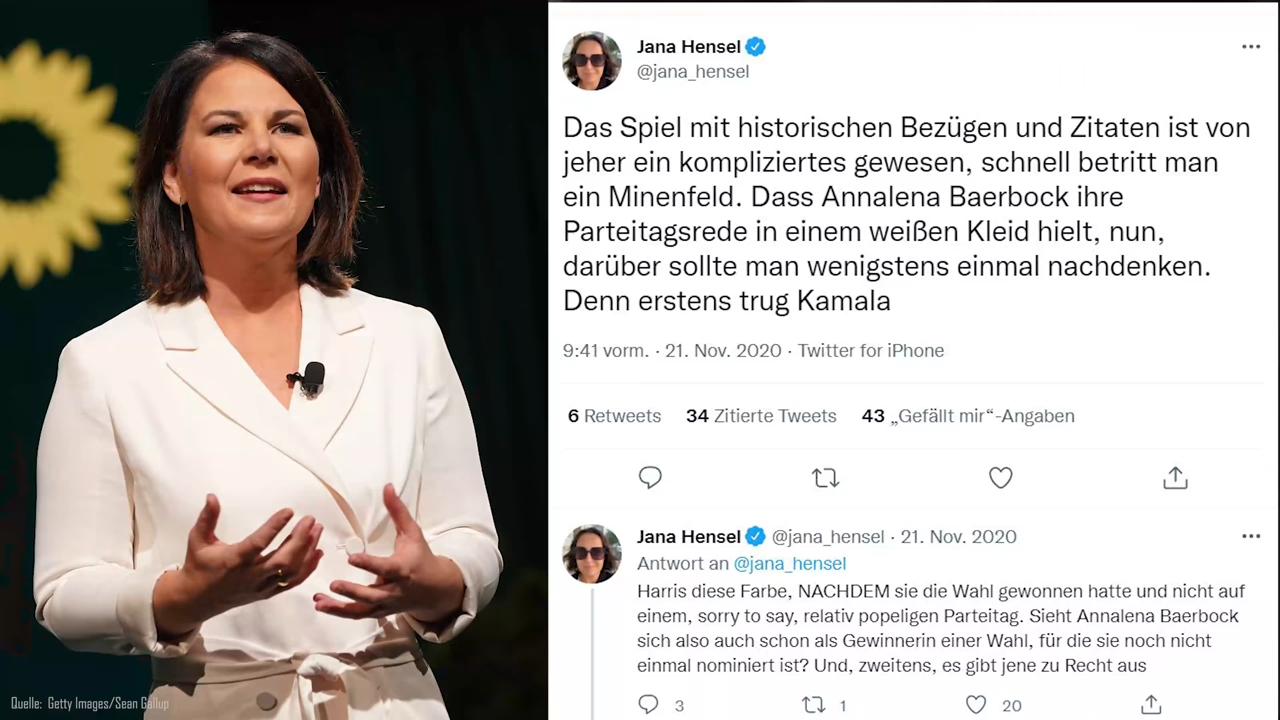 Jana Hensel
@jana_hensel
Das Spiel mit historischen Bezügen und Zitaten ist von
jeher ein kompliziertes gewesen, schnell betritt man
ein Minenfeld. Dass Annalena Baerbock ihre
Parteitagsrede in einem weißen Kleid hielt, nun,
darüber sollte man wenigstens einmal nachdenken.
Denn erstens trug Kamala
9:41 vorm. · 21. Nov. 2020 · Twitter for iPhone
6 Retweets 34 Zitierte Tweets 43 „Gefällt mir“-Angaben
Jana Hensel @jana_hensel · 21. Nov. 2020
Antwort an @jana_hensel
Harris diese Farbe, NACHDEM sie die Wahl gewonnen hatte und nicht auf
einem, sorry to say, relativ popeligen Parteitag. Sieht Annalena Baerbock
sich also auch schon als Gewinnerin einer Wahl, für die sie noch nicht
einmal nominiert ist? Und, zweitens, es gibt jene zu Recht aus
3 1 20
Quelle: Getty Images/Sean Gallup